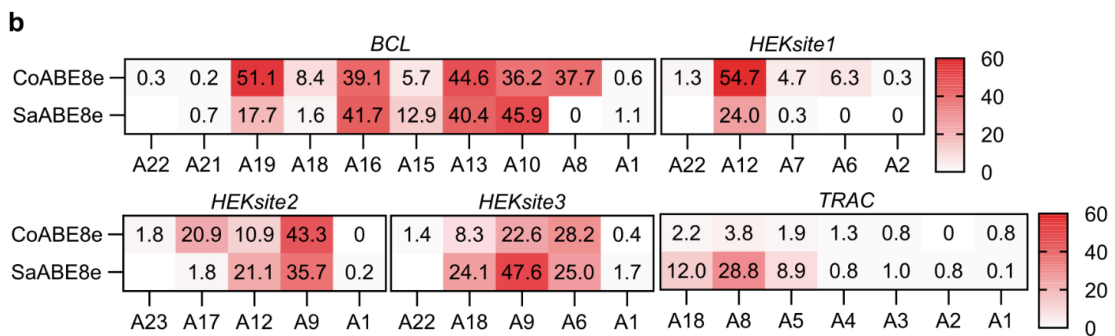 b
BCL HEKsite1
CoABE8e 0.3 0.2 51.1 8.4 39.1 5.7 44.6 36.2 37.7 0.6 1.3 54.7 4.7 6.3 0.3 60
40
SaABE8e 0.7 17.7 1.6 41.7 12.9 40.4 45.9 0 1.1 24.0 0.3 0 0 20
0
A22 A21 A19 A18 A16 A15 A13 A10 A8 A1 A22 A12 A7 A6 A2
HEKsite2 HEKsite3 TRAC
CoABE8e 1.8 20.9 10.9 43.3 0 1.4 8.3 22.6 28.2 0.4 2.2 3.8 1.9 1.3 0.8 0 0.8 60
40
SaABE8e 1.8 21.1 35.7 0.2 24.1 47.6 25.0 1.7 12.0 28.8 8.9 0.8 1.0 0.8 0.1 20
0
A23 A17 A12 A9 A1 A22 A18 A9 A6 A1 A18 A8 A5 A4 A3 A2 A1